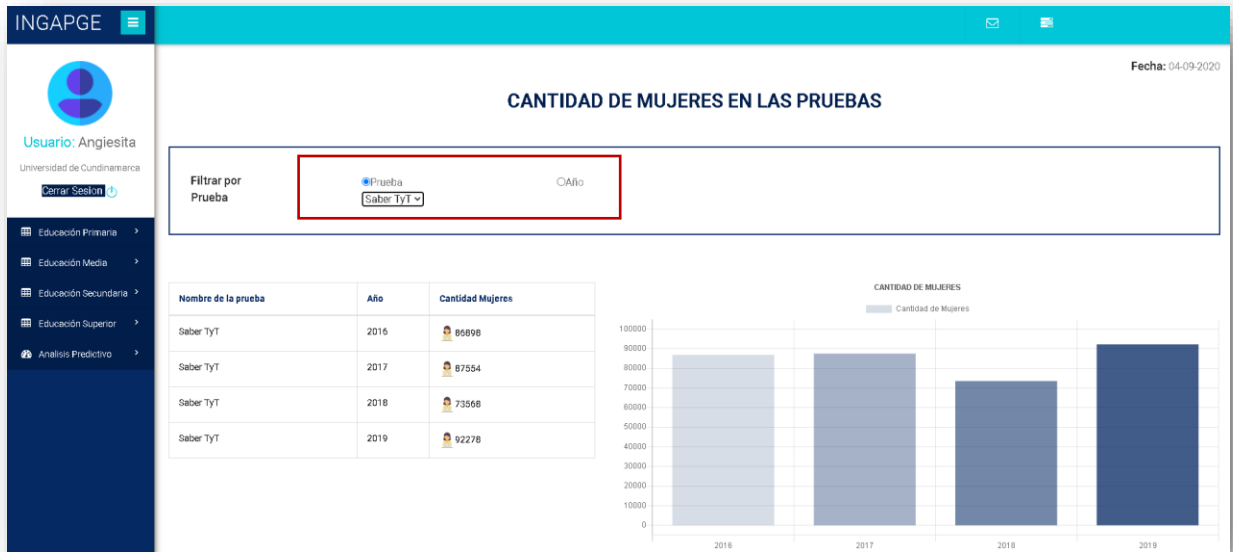 INGAPGE
Fecha: 04-09-2020
CANTIDAD DE MUJERES EN LAS PRUEBAS
Usuario: Angiesita
Universidad de Cundinamarca
Cerrar Sesion
Educación Primaria
Educación Media
Educación Secundaria
Educación Superior
Analisis Predictivo
Filtrar por
Prueba
Prueba
Año
Saber TyT
Nombre de la prueba Año Cantidad Mujeres
Saber TyT 2016 86898
Saber TyT 2017 87554
Saber TyT 2018 73568
Saber TyT 2019 92278
CANTIDAD DE MUJERES
Cantidad de Mujeres
100000
90000
80000
70000
60000
50000
40000
30000
20000
10000
0
2016 2017 2018 2019